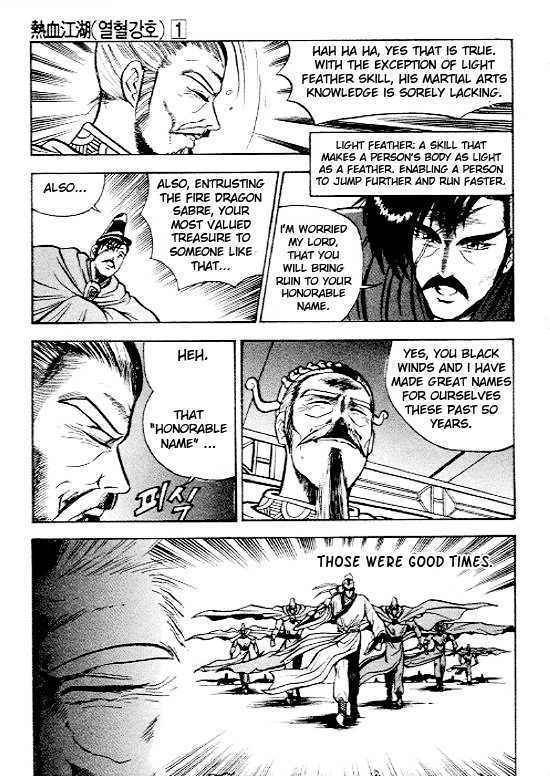 熱血江湖(열혈강호) 1
HAH HA HA, YES THAT IS TRUE.
WITH THE EXCEPTION OF LIGHT
FEATHER SKILL, HIS MARTIAL ARTS
KNOWLEDGE IS SORELY LACKING.
LIGHT FEATHER: A SKILL THAT
MAKES A PERSON'S BODY AS LIGHT
AS A FEATHER. ENABLING A PERSON
TO JUMP FURTHER AND RUN FASTER.
ALSO...
ALSO, ENTRUSTING
THE FIRE DRAGON
SABRE, YOUR
MOST VALUED
TREASURE TO
SOMEONE LIKE
THAT...
I'M WORRIED
MY LORD,
THAT YOU
WILL BRING
RUIN TO YOUR
HONORABLE
NAME.
HEH.
THAT
"HONORABLE
NAME" ...
피식
YES, YOU BLACK
WINDS AND I HAVE
MADE GREAT NAMES
FOR OURSELVES
THESE PAST 50
YEARS.
THOSE WERE GOOD TIMES.